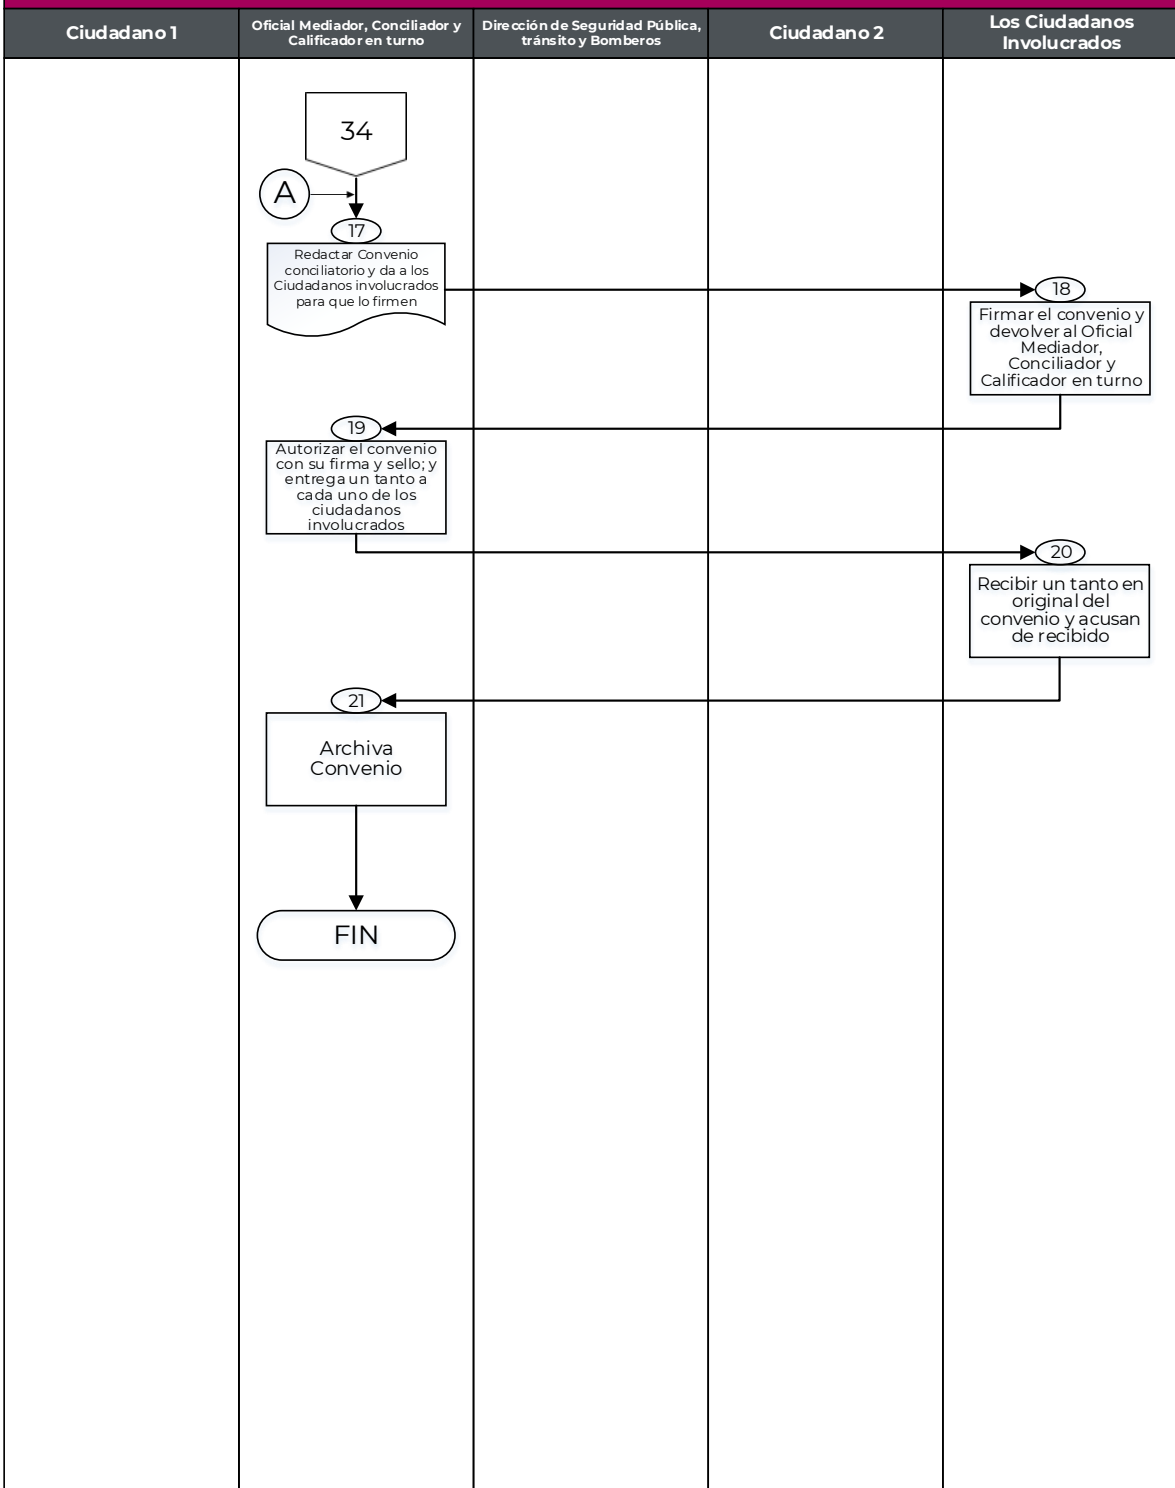 Ciudadano 1
Oficial Mediador, Conciliador y
Calificador en turno
Dirección de Seguridad Pública,
tránsito y Bomberos
Ciudadano 2
Los Ciudadanos
Involucrados
34
A
17
Redactar Convenio
conciliatorio y da a los
Ciudadanos involucrados
para que lo firmen
18
Firmar el convenio y
devolver al Oficial
Mediador,
Conciliador y
Calificador en turno
19
Autorizar el convenio
con su firma y sello; y
entrega un tanto a
cada uno de los
ciudadanos
involucrados
20
Recibir un tanto en
original del
convenio y acusan
de recibido
21
Archiva
Convenio
FIN